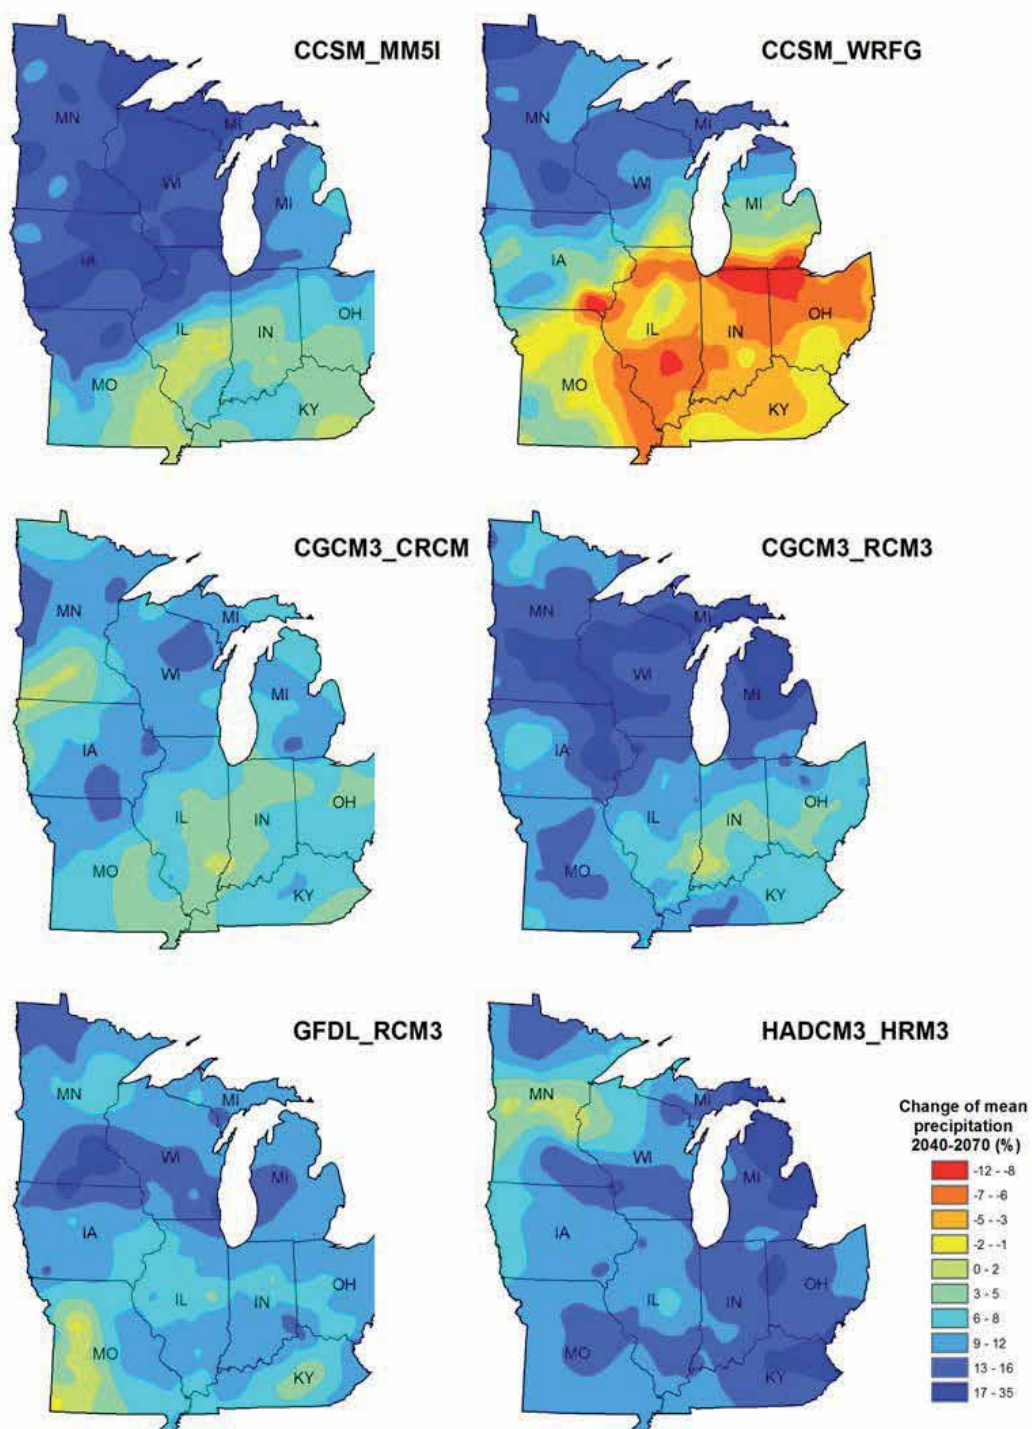 CCSM_MM5I
MN
MI
WI
MI
IA
IL
IN
OH
MO
KY
CCSM_WRFG
MI
WI
MI
IA
IL
IN
OH
MO
KY
CGCM3_CRCM
MN
MI
WI
MI
IA
IL
IN
OH
MO
KY
CGCM3_RCM3
MN
MI
WI
MI
IA
IL
IN
OH
MO
KY
GFDL_RCM3
MN
MI
WI
MI
IA
IL
IN
OH
MO
KY
HADCM3_HRM3
MN
MI
WI
MI
IA
IL
IN
OH
MO
KY
Change of mean
precipitation
2040-2070 (%)
-12 - -8
-7 - -6
-5 - -3
-2 - -1
0 - 2
3 - 5
6 - 8
9 - 12
13 - 16
17 - 35